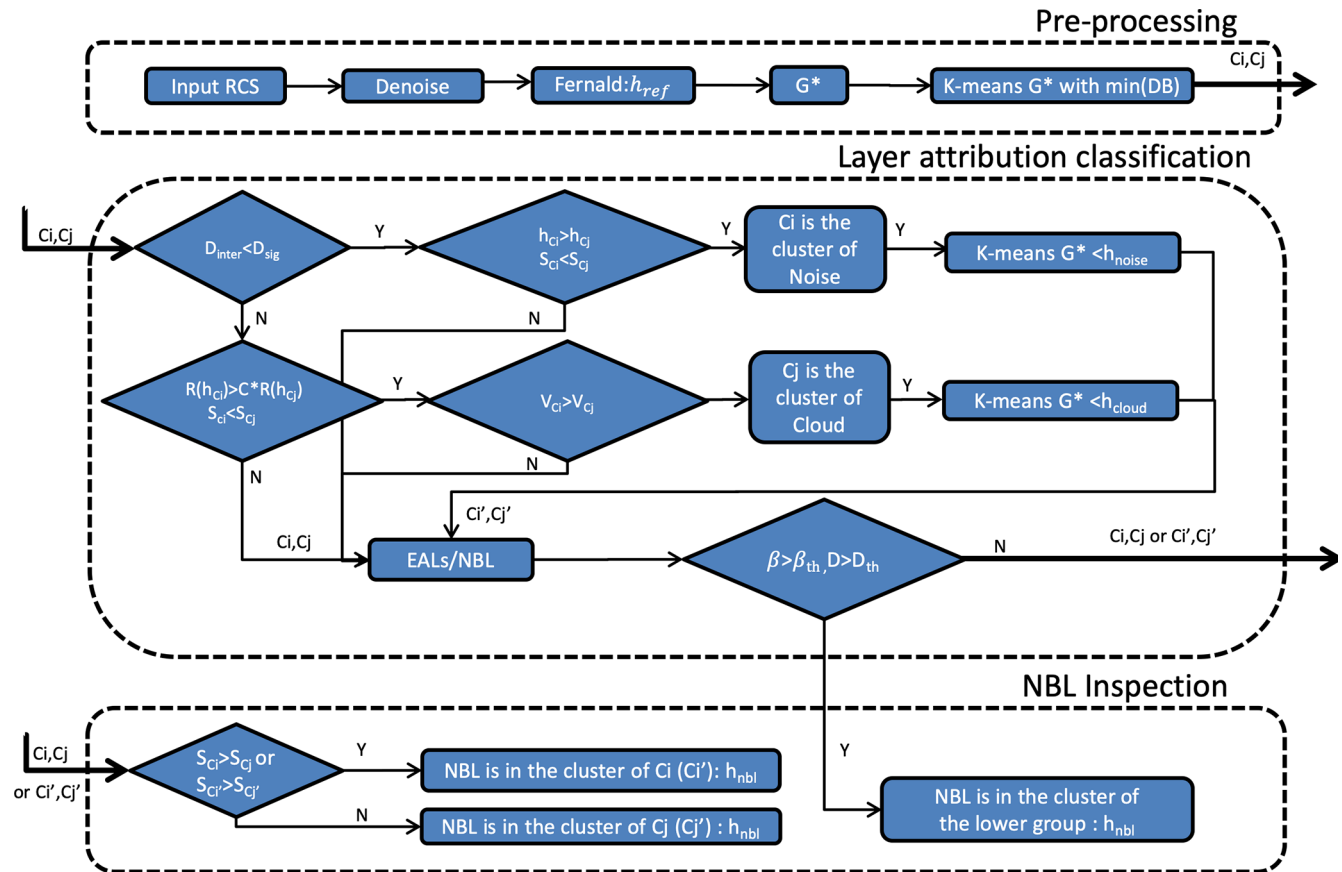 Pre-processing
Input RCS
Denoise
Fernald:h_ref
G*
K-means G* with min(DB)
Ci,Cj
Layer attribution classification
Ci,Cj
D_inter<D_sig
Y
h_Ci>h_Cj
S_Ci<S_Cj
Y
Ci is the
cluster of
Noise
Y
K-means G* <h_noise
N
N
R(h_Ci)>C*R(h_Cj)
S_ci<S_Cj
Y
V_Ci>V_Cj
Y
Cj is the
cluster of
Cloud
Y
K-means G* <h_cloud
N
N
Ci,Cj
Ci’,Cj’
EALs/NBL
β>β_th,D>D_th
N
Ci,Cj or Ci’,Cj’
NBL Inspection
Ci,Cj
or Ci’,Cj’
S_Ci>S_Cj or
S_Ci’>S_Cj’
Y
NBL is in the cluster of Ci (Ci’): h_nbl
N
NBL is in the cluster of Cj (Cj’) : h_nbl
Y
NBL is in the cluster of
the lower group : h_nbl